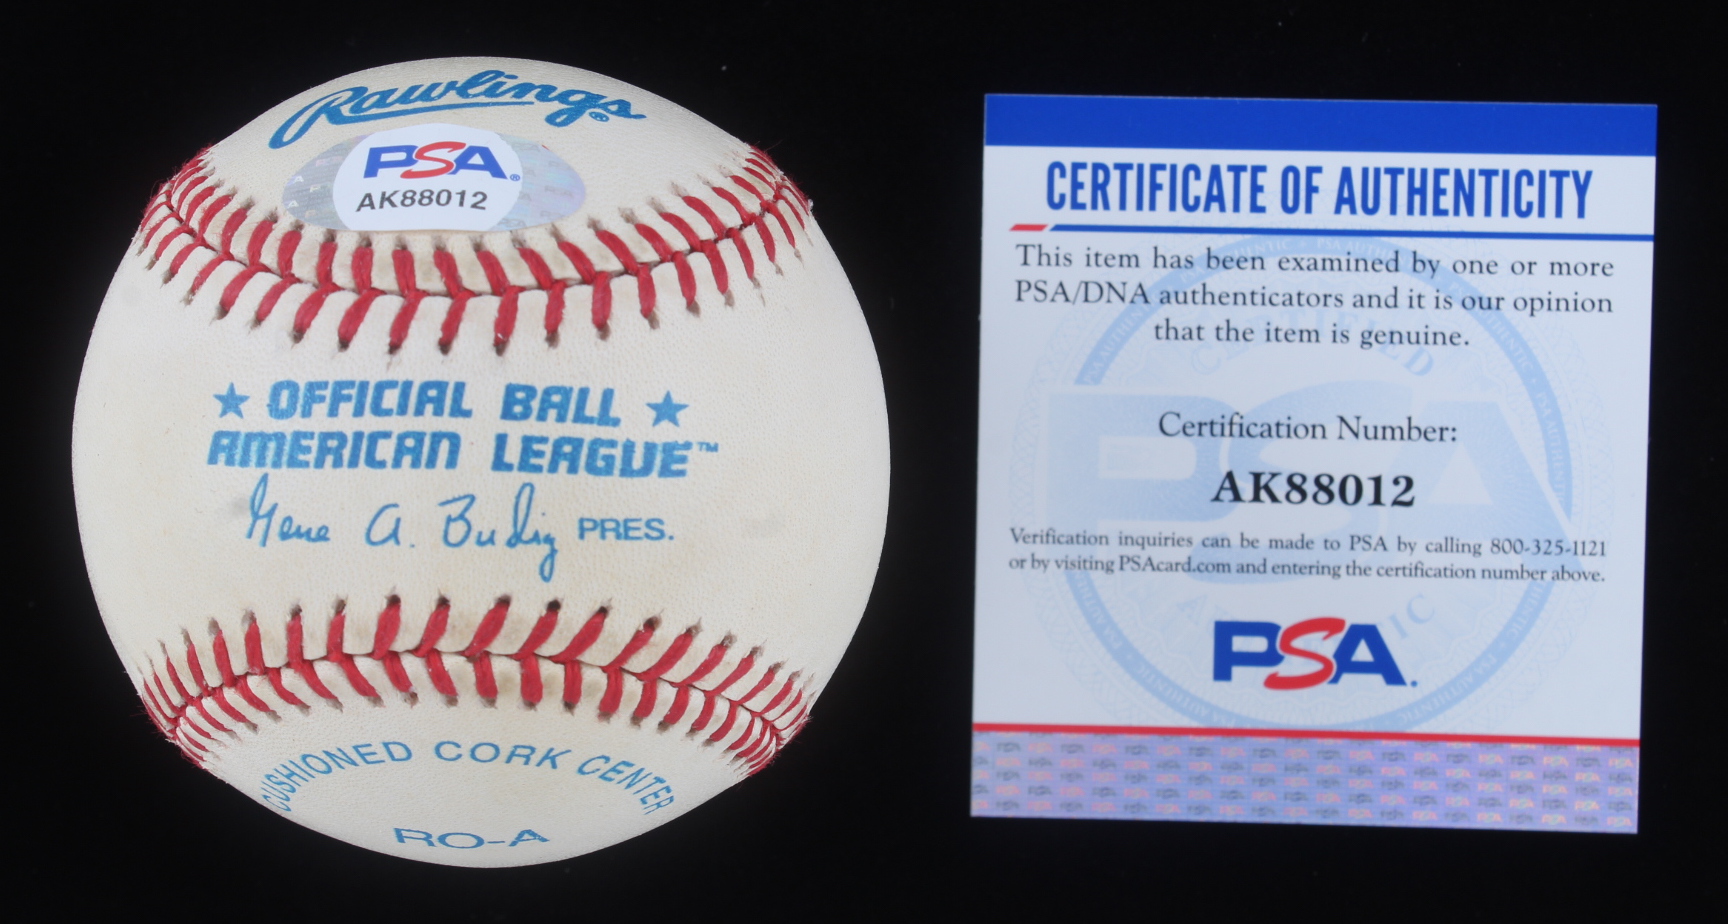 Rawlings®
PSA®
AK88012
★ OFFICIAL BALL ★
AMERICAN LEAGUE™
Gene A. Budig PRES.
CUSHIONED CORK CENTER
RO-A
CERTIFICATE OF AUTHENTICITY
This item has been examined by one or more
PSA/DNA authenticators and it is our opinion
that the item is genuine.
Certification Number:
AK88012
Verification inquiries can be made to PSA by calling 800-325-1121
or by visiting PSAcard.com and entering the certification number above.
PSA